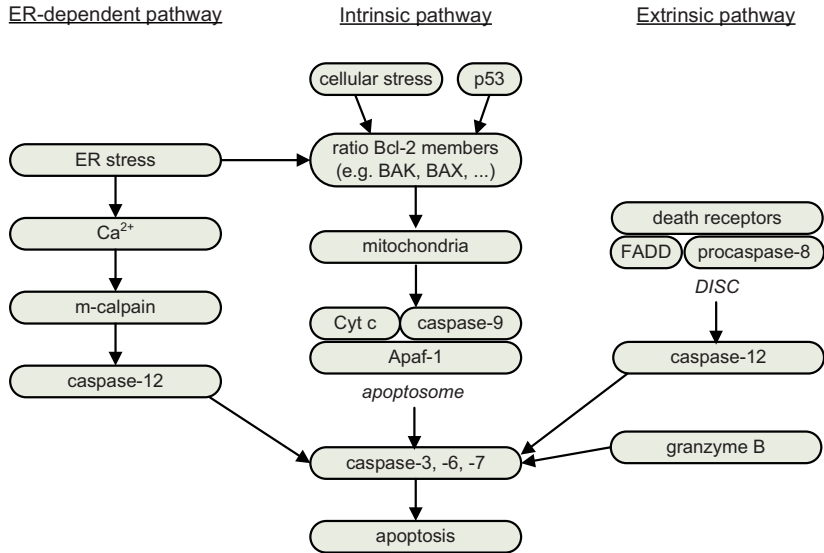 ER-dependent pathway
Intrinsic pathway
Extrinsic pathway
cellular stress
p53
ER stress
ratio Bcl-2 members
(e.g. BAK, BAX, ...)
Ca²⁺
mitochondria
death receptors
FADD
procaspase-8
DISC
m-calpain
Cyt c
caspase-9
Apaf-1
apoptosome
caspase-12
caspase-12
granzyme B
caspase-3, -6, -7
apoptosis